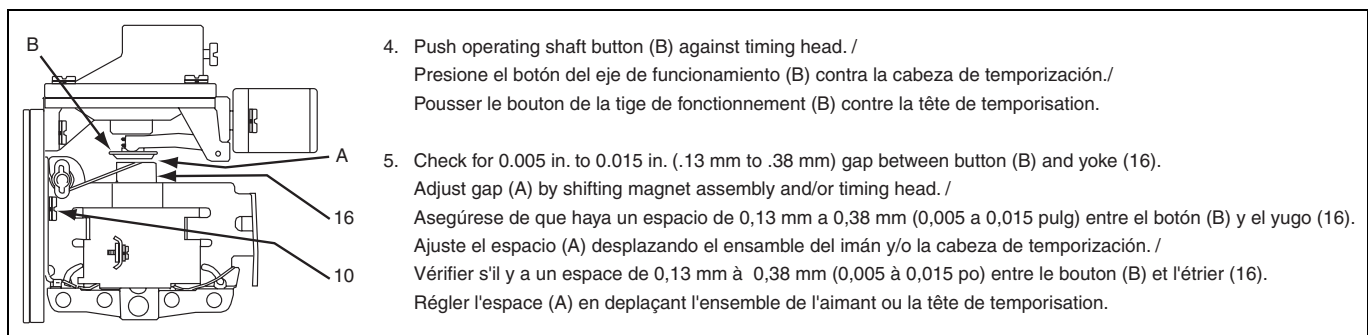 B
A
16
10
4. Push operating shaft button (B) against timing head. /
Presione el botón del eje de funcionamiento (B) contra la cabeza de temporización./
Pousser le bouton de la tige de fonctionnement (B) contre la tête de temporisation.
5. Check for 0.005 in. to 0.015 in. (.13 mm to .38 mm) gap between button (B) and yoke (16).
Adjust gap (A) by shifting magnet assembly and/or timing head. /
Asegúrese de que haya un espacio de 0,13 mm a 0,38 mm (0,005 a 0,015 pulg) entre el botón (B) y el yugo (16).
Ajuste el espacio (A) desplazando el ensamble del imán y/o la cabeza de temporización. /
Vérifier s'il y a un espace de 0,13 mm à 0,38 mm (0,005 à 0,015 po) entre le bouton (B) et l'étrier (16).
Régler l'espace (A) en deplaçant l'ensemble de l'aimant ou la tête de temporisation.